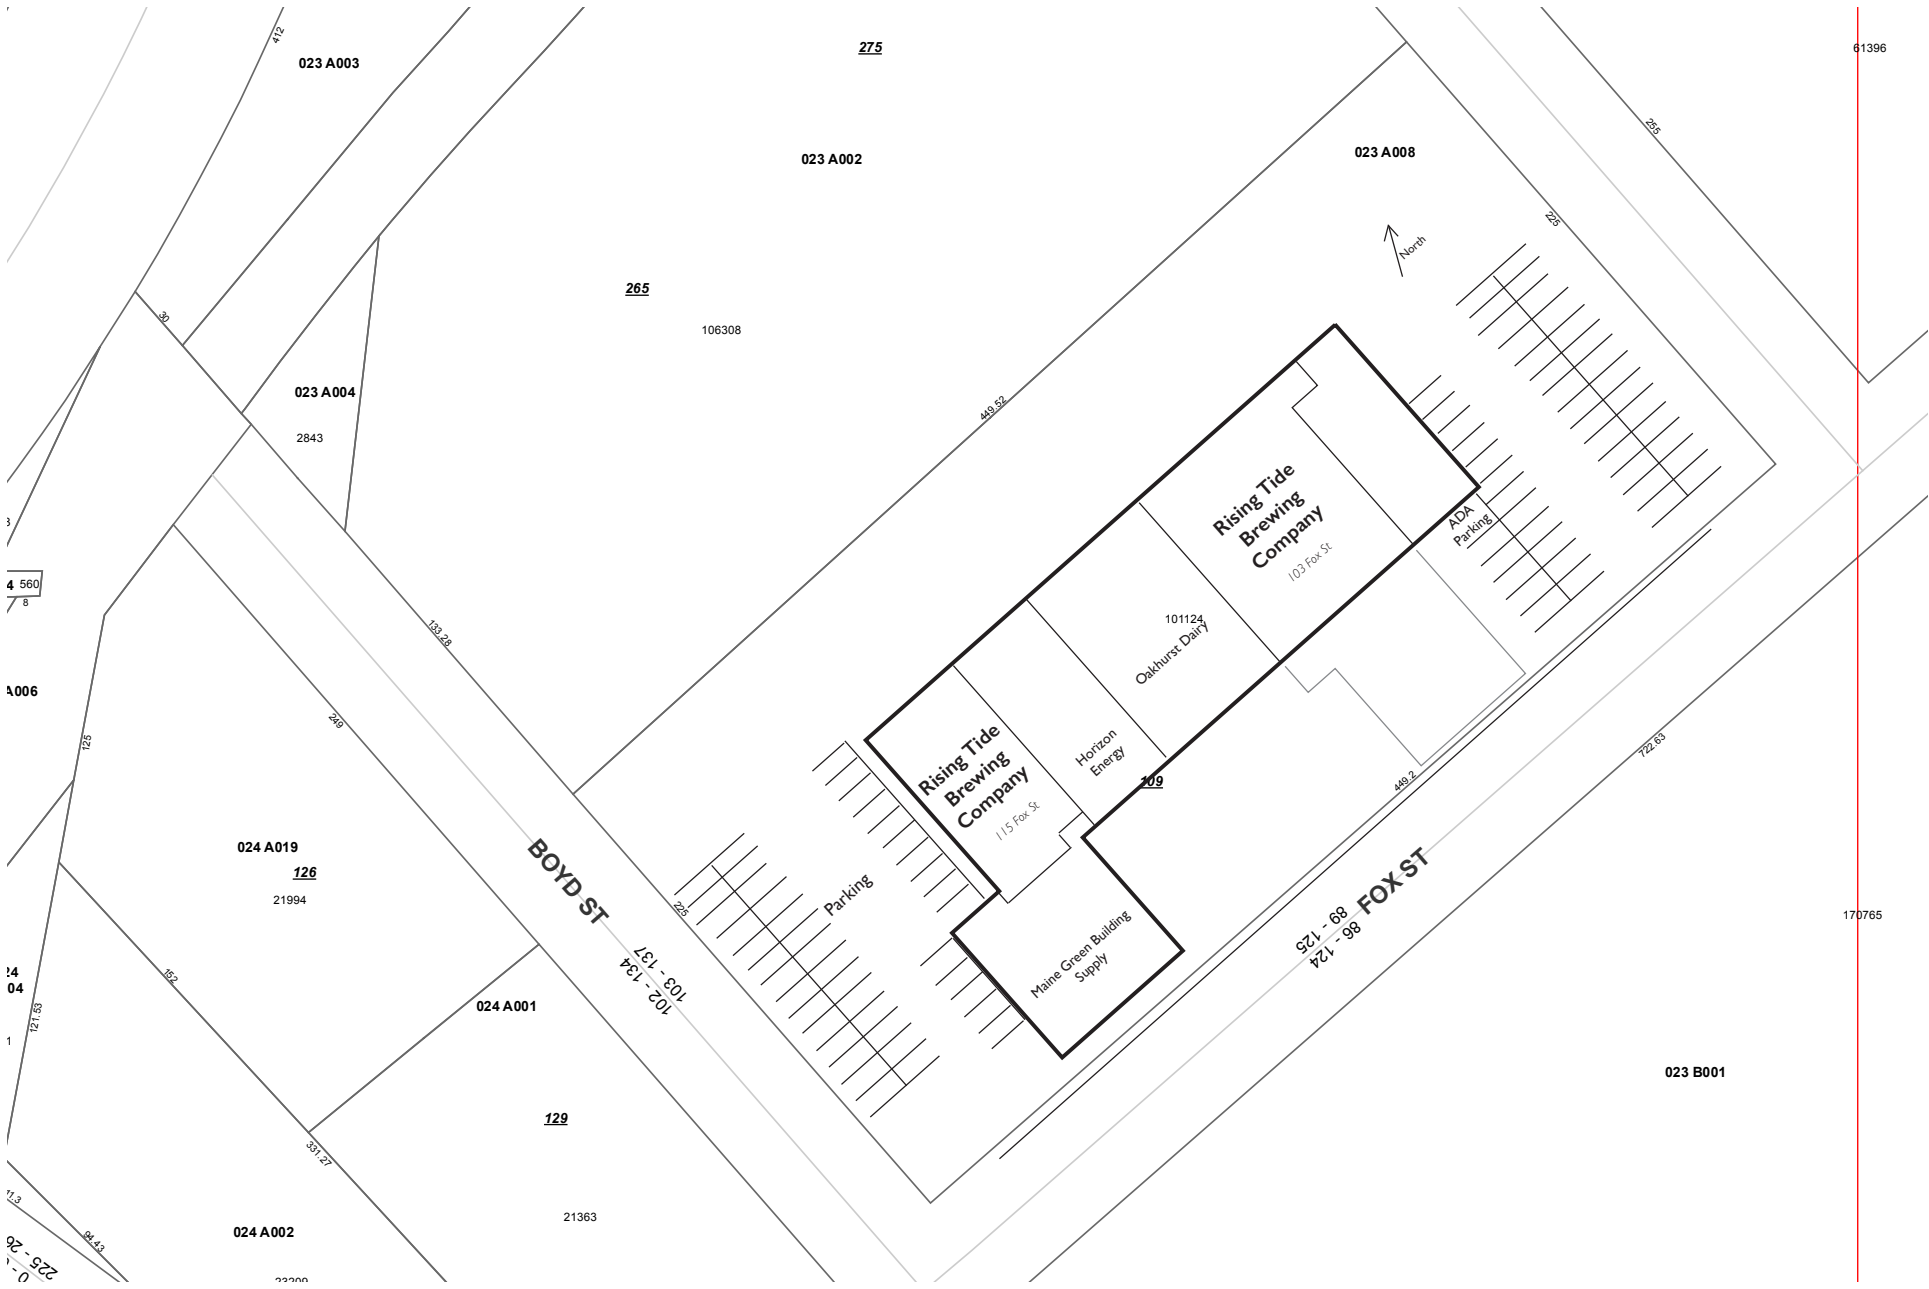 412
023 A003
275
61396
255
023 A002
023 A008
225
North
30
265
106308
023 A004
2843
449.52
Rising Tide
Brewing
Company
103 Fox St
ADA
Parking
4 560
8
133.28
101124
Oakhurst Dairy
A006
249
125
Rising Tide
Brewing
Company
115 Fox St
Horizon
Energy
109
449.2
722.63
024 A019
126
21994
BOYD ST
225
Parking
FOX ST
89 - 125
86 - 124
170765
103 - 137
102 - 134
Maine Green Building
Supply
24
04
152
121.53
024 A001
1
023 B001
129
331.27
21363
024 A002
94.43
23209